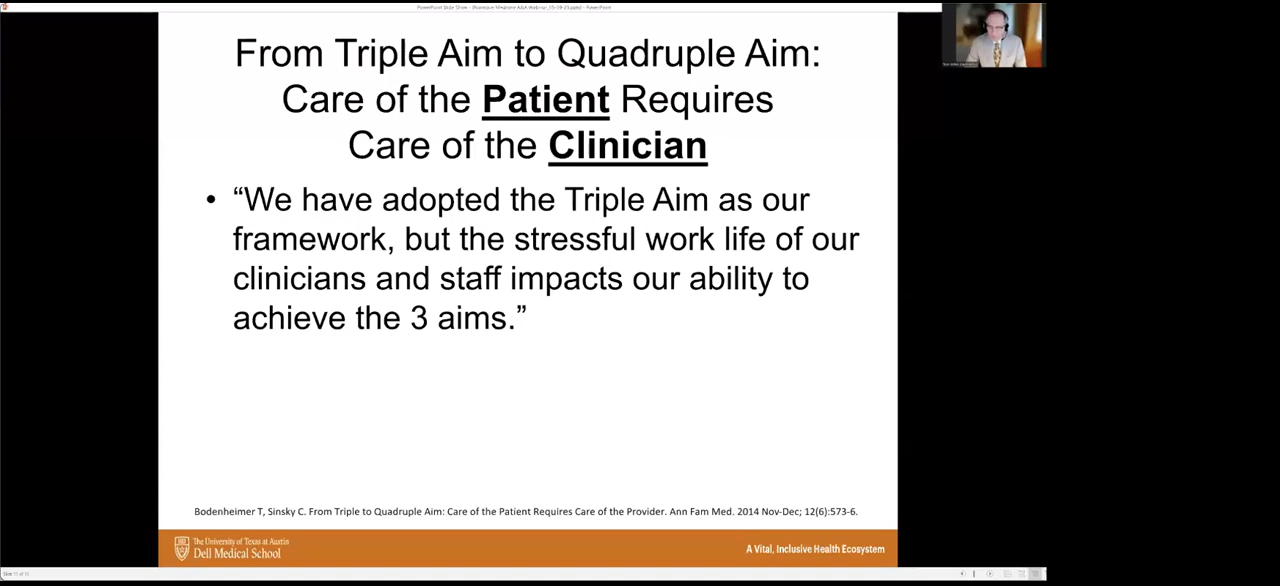 From Triple Aim to Quadruple Aim:
Care of the Patient Requires
Care of the Clinician
• “We have adopted the Triple Aim as our
framework, but the stressful work life of our
clinicians and staff impacts our ability to
achieve the 3 aims.”
Bodenheimer T, Sinsky C. From Triple to Quadruple Aim: Care of the Patient Requires Care of the Provider. Ann Fam Med. 2014 Nov-Dec; 12(6):573-6.
The University of Texas at Austin
Dell Medical School
A Vital, Inclusive Health Ecosystem